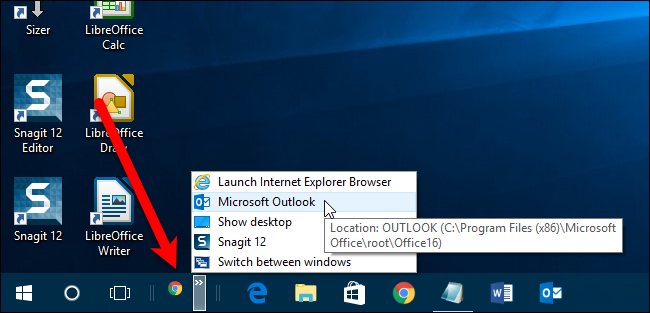 Sizer
LibreOffice
Calc
Snagit 12
Editor
LibreOffice
Draw
Snagit 12
LibreOffice
Writer
Launch Internet Explorer Browser
Microsoft Outlook
Show desktop
Snagit 12
Switch between windows
Location: OUTLOOK (C:\Program Files (x86)\Microsoft
Office\root\Office16)